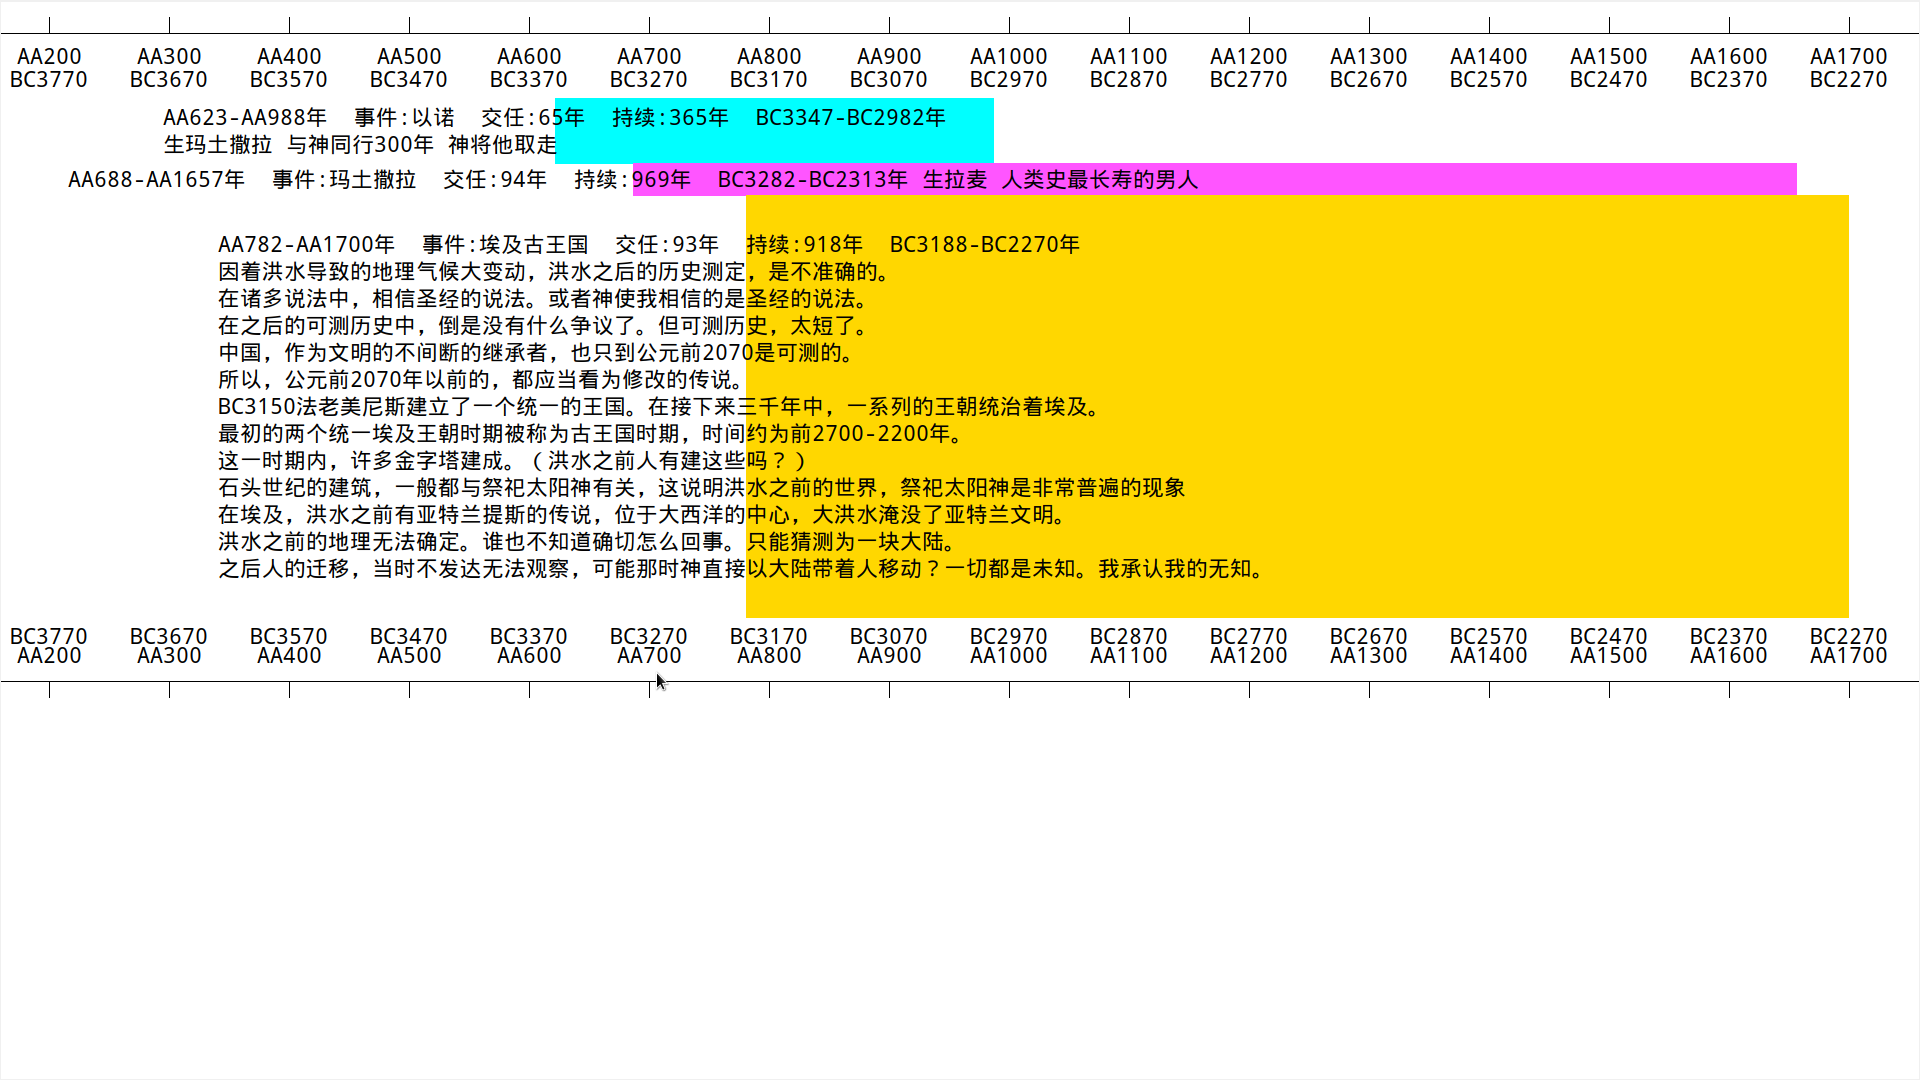 AA200 AA300 AA400 AA500 AA600 AA700 AA800 AA900 AA1000 AA1100 AA1200 AA1300 AA1400 AA1500 AA1600 AA1700
BC3770 BC3670 BC3570 BC3470 BC3370 BC3270 BC3170 BC3070 BC2970 BC2870 BC2770 BC2670 BC2570 BC2470 BC2370 BC2270
AA623-AA988年 事件:以诺 交任:65年 持续:365年 BC3347-BC2982年
生玛土撒拉 与神同行300年 神将他取走
AA688-AA1657年 事件:玛土撒拉 交任:94年 持续:969年 BC3282-BC2313年 生拉麦 人类史最长寿的男人
AA782-AA1700年 事件:埃及古王国 交任:93年 持续:918年 BC3188-BC2270年
因着洪水导致的地理气候大变动，洪水之后的历史测定，是不准确的。
在诸多说法中，相信圣经的说法。或者神使我相信的是圣经的说法。
在之后的可测历史中，倒是没有什么争议了。但可测历史，太短了。
中国，作为文明的不间断的继承者，也只到公元前2070是可测的。
所以，公元前2070年以前的，都应当看为修改的传说。
BC3150法老美尼斯建立了一个统一的王国。在接下来三千年中，一系列的王朝统治着埃及。
最初的两个统一埃及王朝时期被称为古王国时期，时间约为前2700-2200年。
这一时期内，许多金字塔建成。（洪水之前人有建这些吗？）
石头世纪的建筑，一般都与祭祀太阳神有关，这说明洪水之前的世界，祭祀太阳神是非常普遍的现象
在埃及，洪水之前有亚特兰提斯的传说，位于大西洋的中心，大洪水淹没了亚特兰文明。
洪水之前的地理无法确定。谁也不知道确切怎么回事。只能猜测为一块大陆。
之后人的迁移，当时不发达无法观察，可能那时神直接以大陆带着人移动？一切都是未知。我承认我的无知。
BC3770 BC3670 BC3570 BC3470 BC3370 BC3270 BC3170 BC3070 BC2970 BC2870 BC2770 BC2670 BC2570 BC2470 BC2370 BC2270
AA200 AA300 AA400 AA500 AA600 AA700 AA800 AA900 AA1000 AA1100 AA1200 AA1300 AA1400 AA1500 AA1600 AA1700